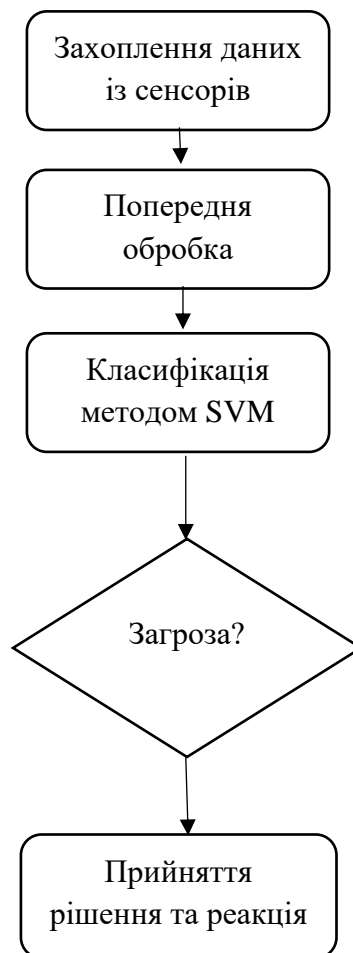 Захоплення даних
із сенсорів
Попередня
обробка
Класифікація
методом SVM
Загроза?
Прийняття
рішення та реакція